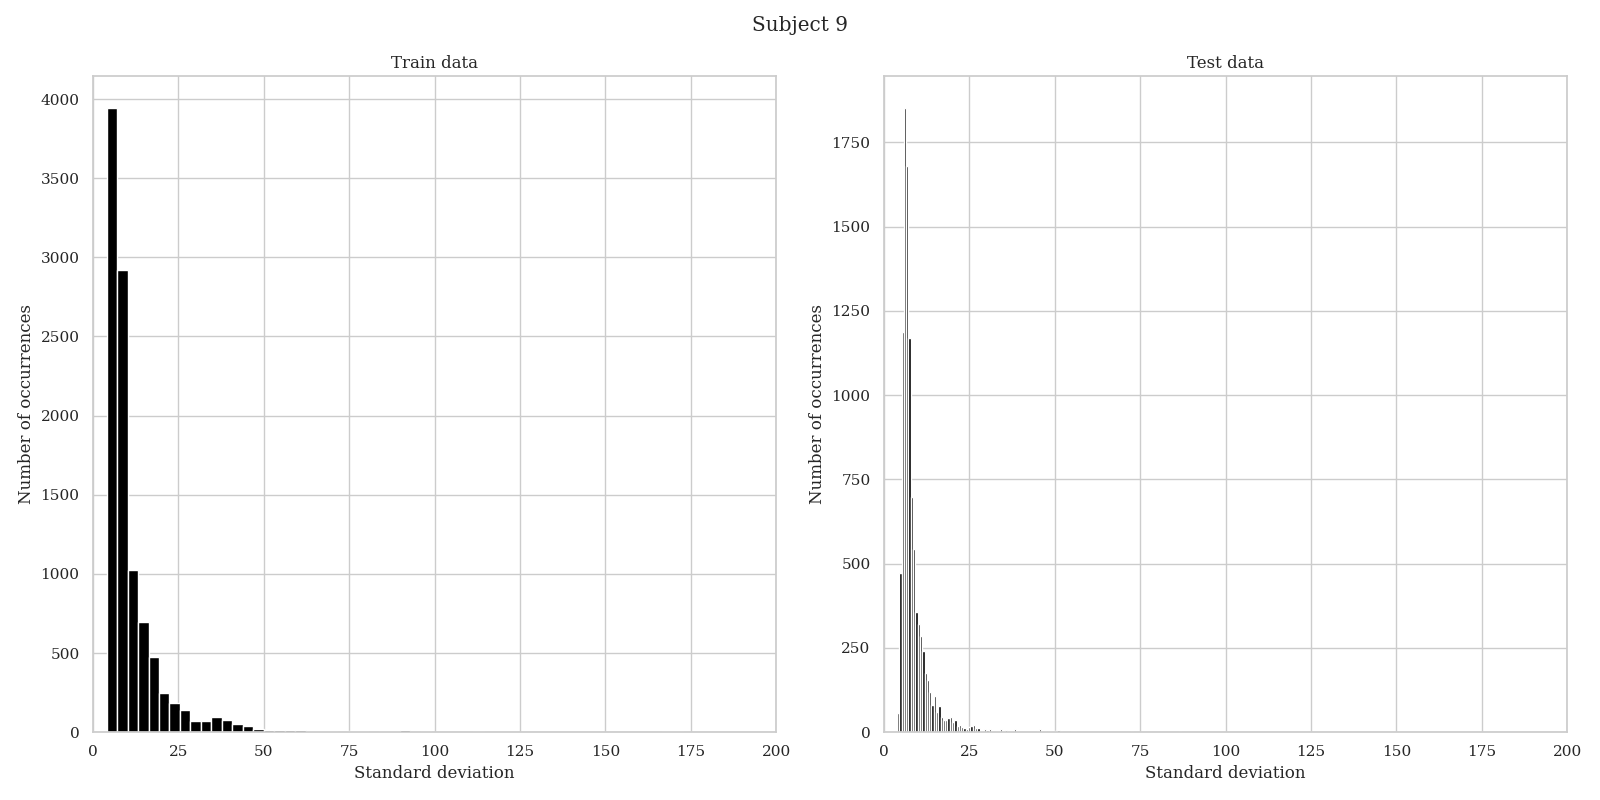 Subject 9
Train data
4000
3500
3000
2500
2000
1500
1000
500
0
Number of occurrences
0 25 50 75 100 125 150 175 200
Standard deviation
Test data
1750
1500
1250
1000
750
500
250
0
Number of occurrences
0 25 50 75 100 125 150 175 200
Standard deviation